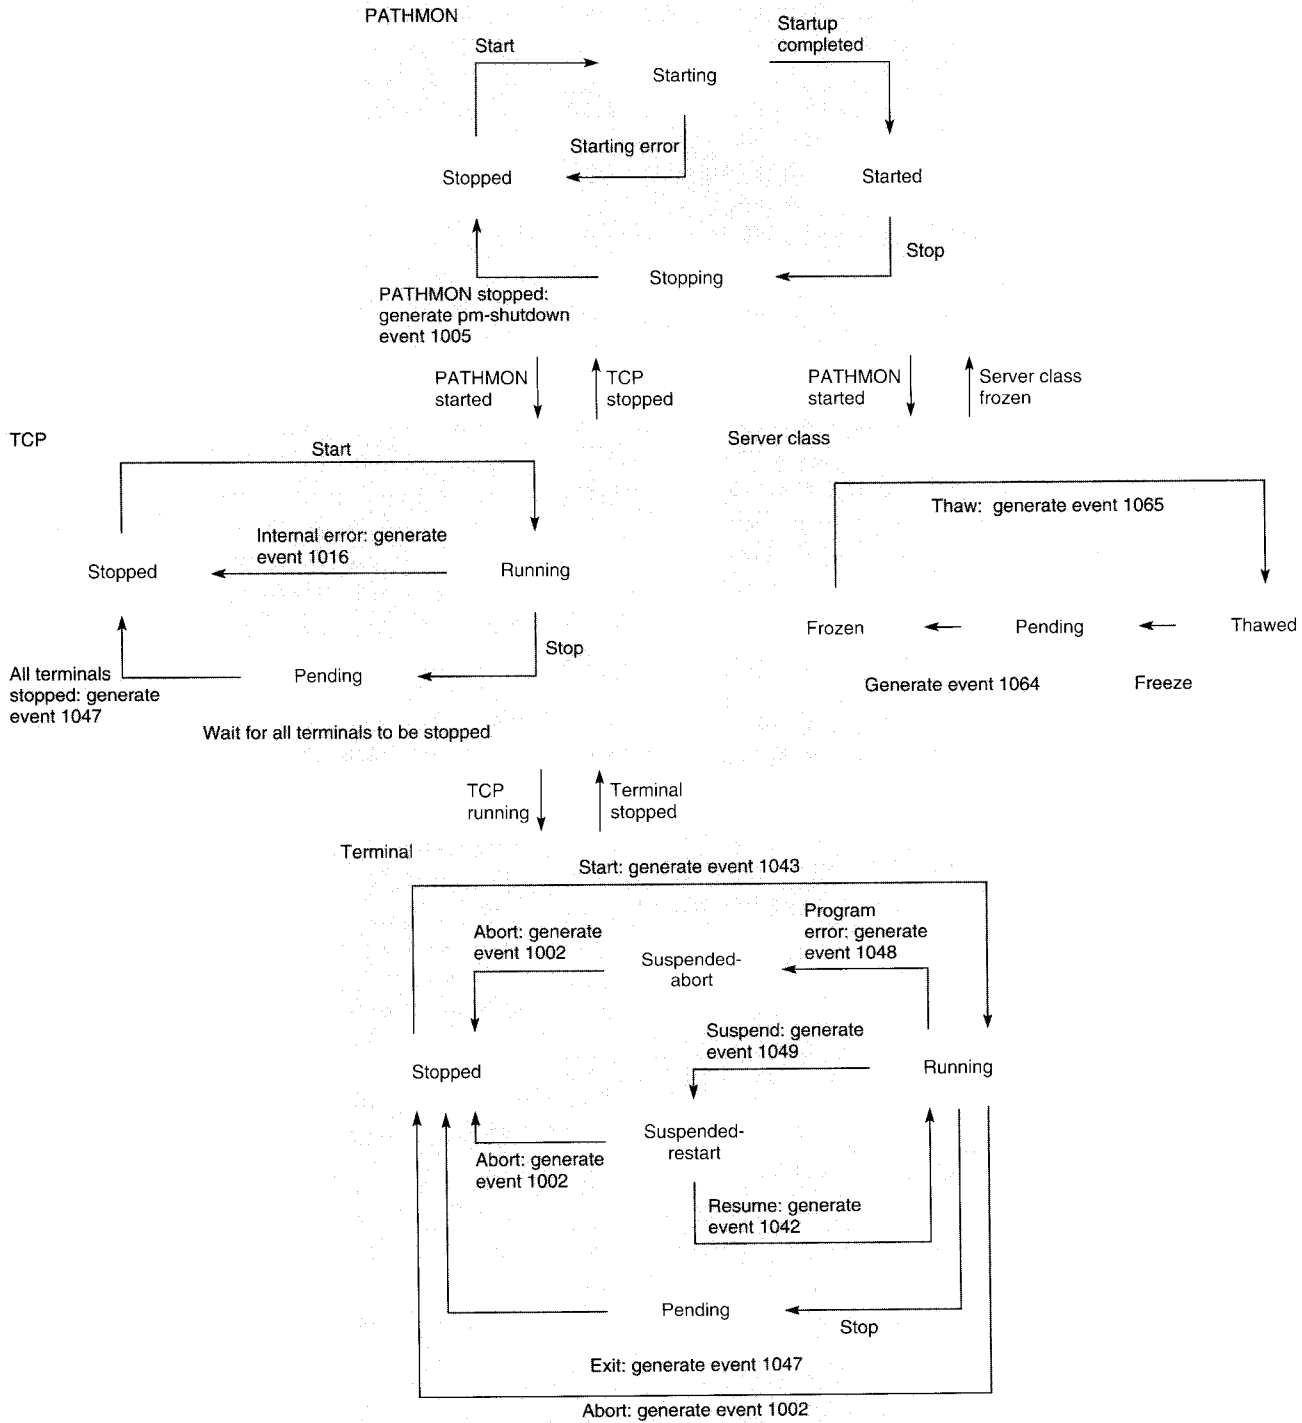 PATHMON
Startup
completed
Start
Starting
Starting error
Stopped
Started
Stop
Stopping
PATHMON stopped:
generate pm-shutdown
event 1005
PATHMON
started
TCP
stopped
PATHMON
started
Server class
frozen
TCP
Start
Internal error: generate
event 1016
Stopped
Running
Stop
Pending
All terminals
stopped: generate
event 1047
Wait for all terminals to be stopped
Server class
Thaw: generate event 1065
Frozen
Pending
Thawed
Generate event 1064
Freeze
TCP
running
Terminal
stopped
Terminal
Start: generate event 1043
Program
error: generate
event 1048
Abort: generate
event 1002
Suspended-
abort
Suspend: generate
event 1049
Stopped
Running
Suspended-
restart
Abort: generate
event 1002
Resume: generate
event 1042
Pending
Stop
Exit: generate event 1047
Abort: generate event 1002